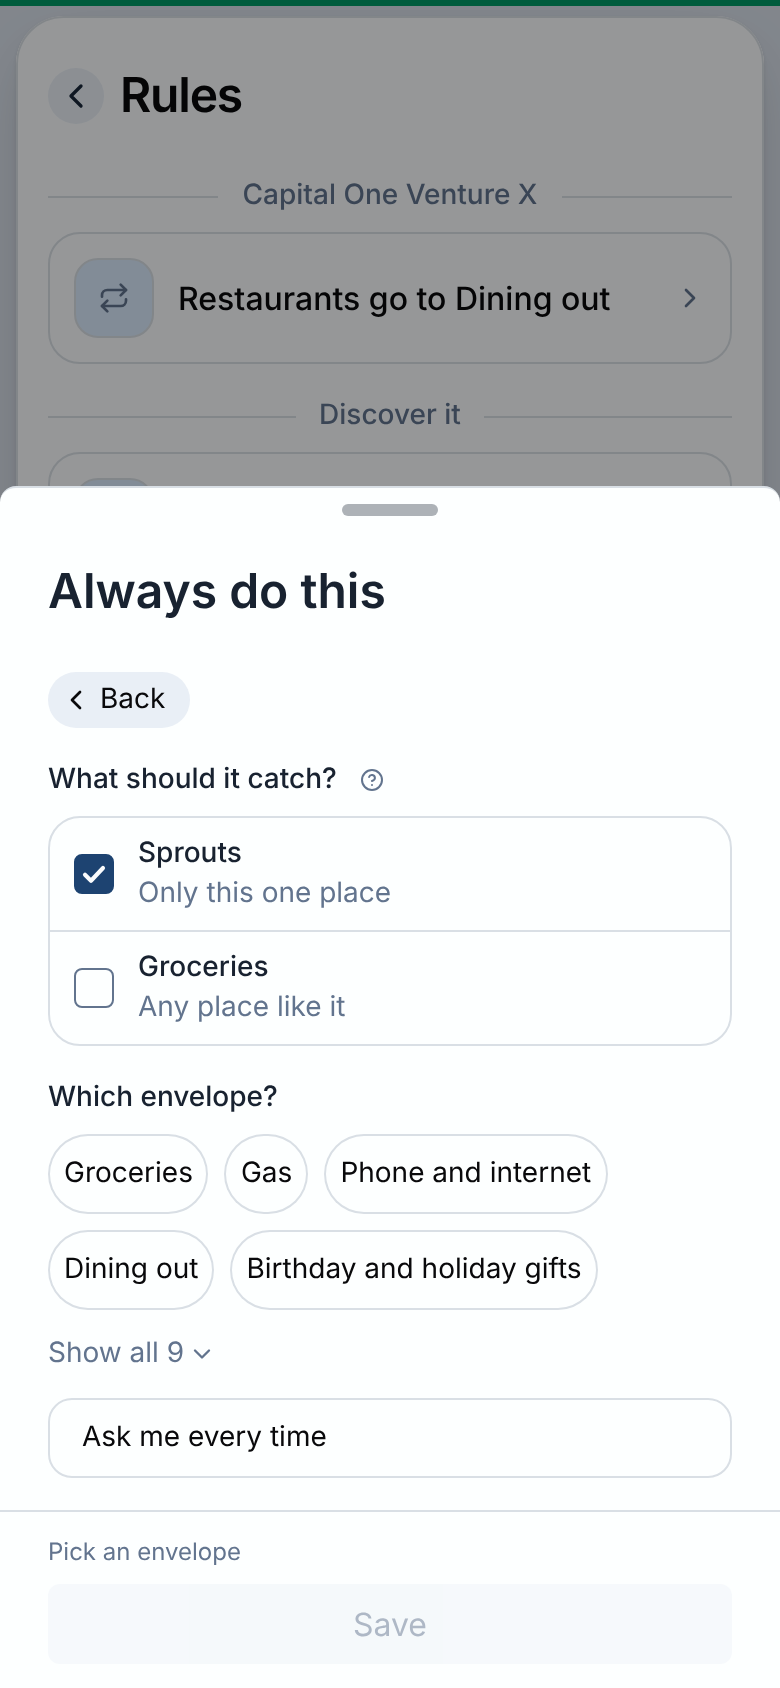 Rules
Capital One Venture X
Restaurants go to Dining out
Discover it
Always do this
Back
What should it catch?
Sprouts
Only this one place
Groceries
Any place like it
Which envelope?
Groceries Gas Phone and internet
Dining out Birthday and holiday gifts
Show all 9
Ask me every time
Pick an envelope
Save